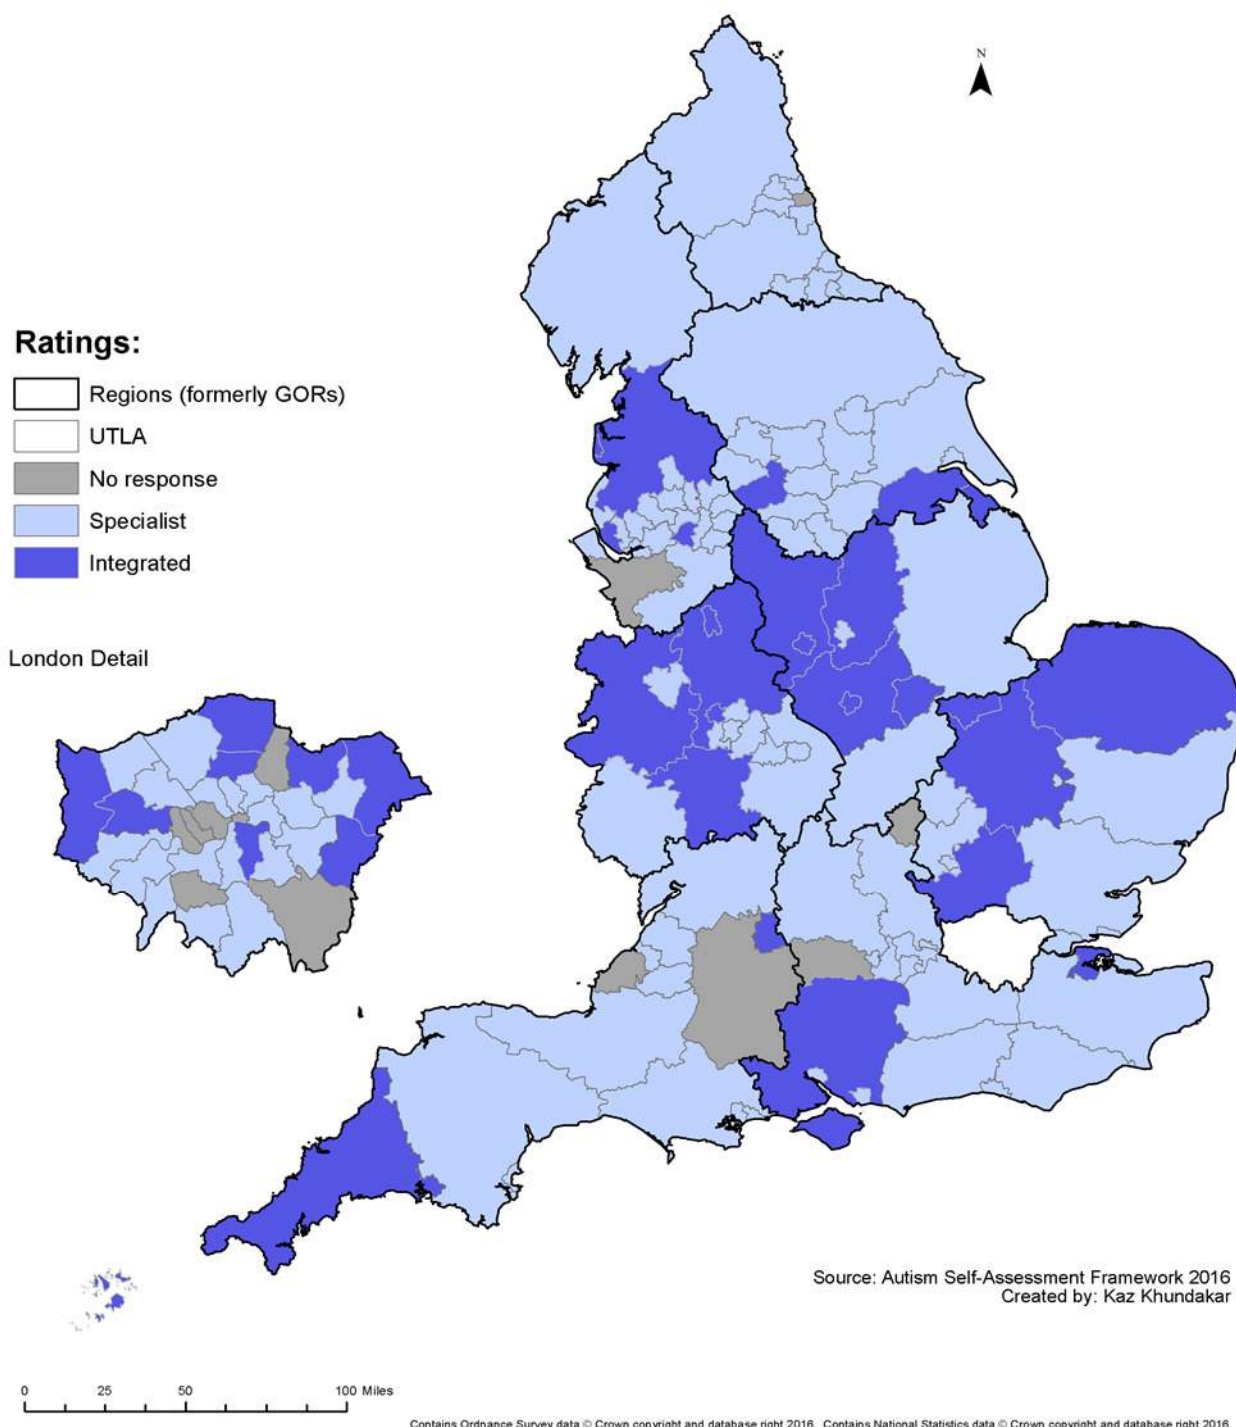 N
Ratings:
Regions (formerly GORs)
UTLA
No response
Specialist
Integrated
London Detail
Source: Autism Self-Assessment Framework 2016
Created by: Kaz Khundakar
0 25 50 100 Miles
Contains Ordnance Survey data © Crown copyright and database right 2016. Contains National Statistics data © Crown copyright and database right 2016.